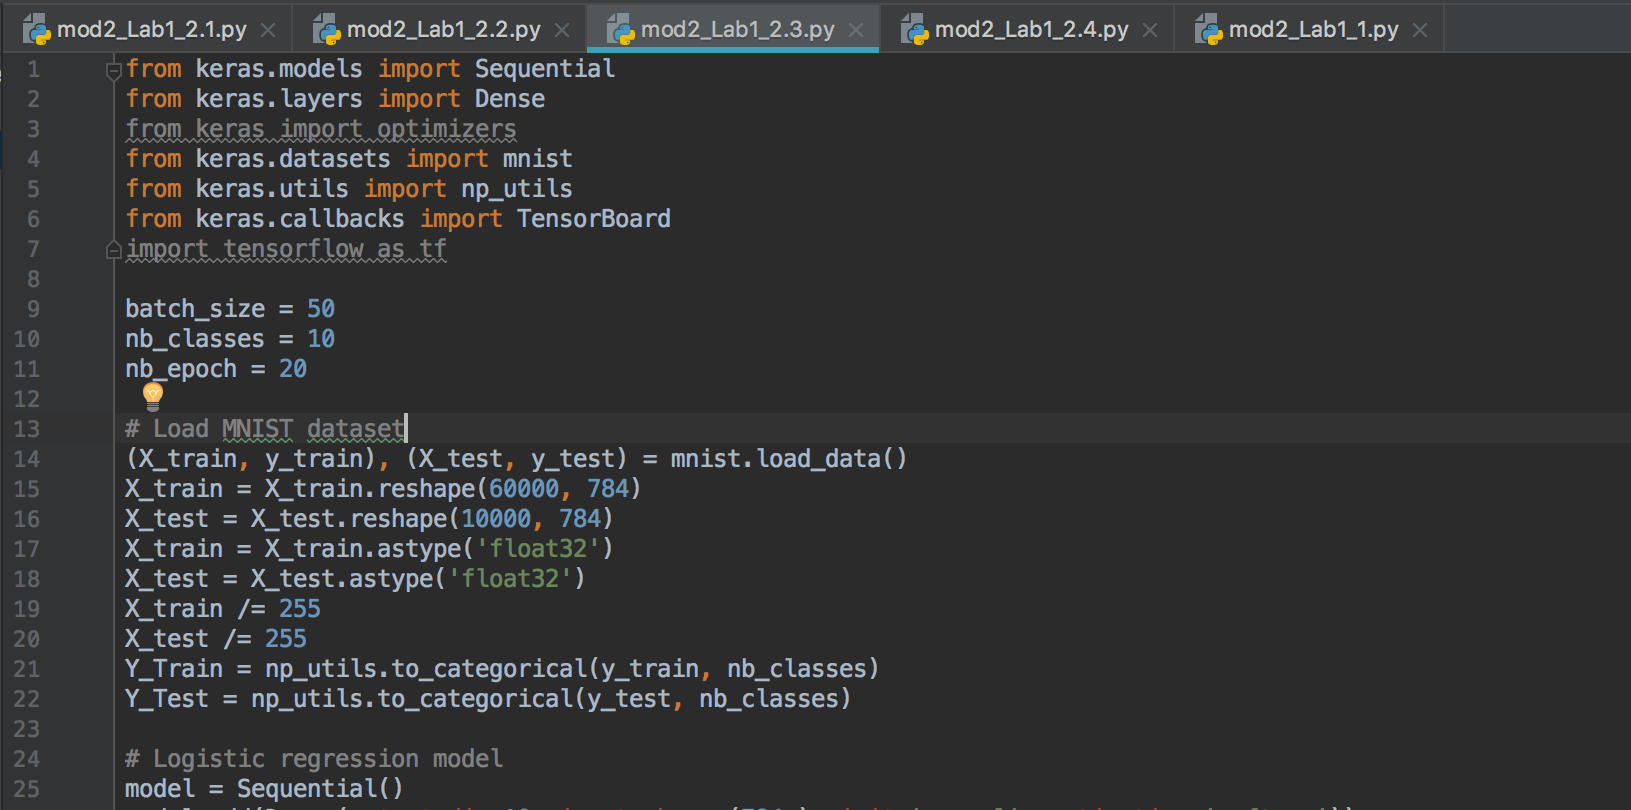 mod2_Lab1_2.1.py mod2_Lab1_2.2.py mod2_Lab1_2.3.py mod2_Lab1_2.4.py mod2_Lab1_1.py
1 from keras.models import Sequential
2 from keras.layers import Dense
3 from keras import optimizers
4 from keras.datasets import mnist
5 from keras.utils import np_utils
6 from keras.callbacks import TensorBoard
7 import tensorflow as tf
8
9 batch_size = 50
10 nb_classes = 10
11 nb_epoch = 20
12
13 # Load MNIST dataset
14 (X_train, y_train), (X_test, y_test) = mnist.load_data()
15 X_train = X_train.reshape(60000, 784)
16 X_test = X_test.reshape(10000, 784)
17 X_train = X_train.astype('float32')
18 X_test = X_test.astype('float32')
19 X_train /= 255
20 X_test /= 255
21 Y_Train = np_utils.to_categorical(y_train, nb_classes)
22 Y_Test = np_utils.to_categorical(y_test, nb_classes)
23
24 # Logistic regression model
25 model = Sequential()